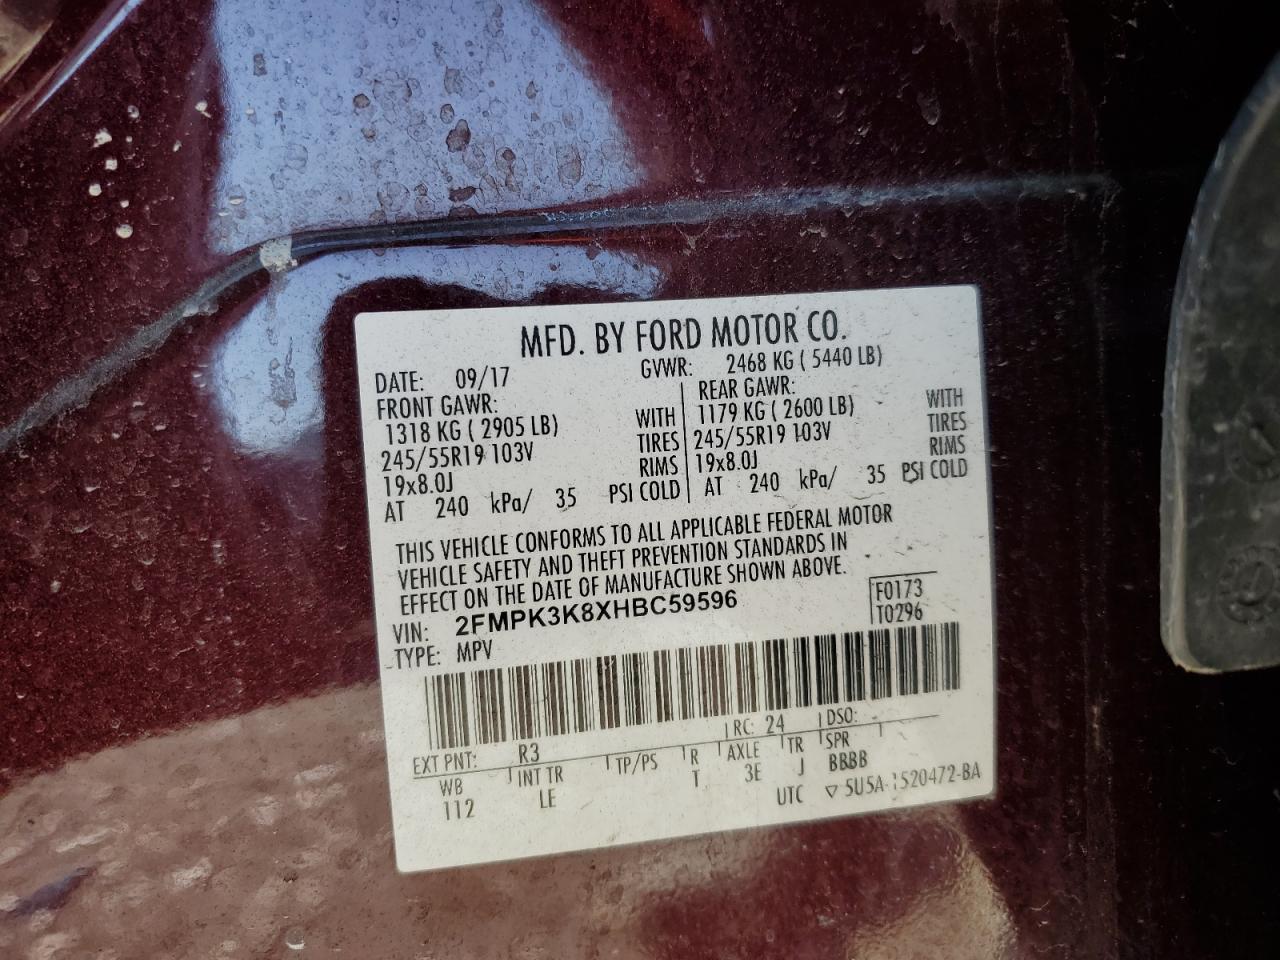 MFD. BY FORD MOTOR CO.
DATE: 09/17 GVWR: 2468 KG ( 5440 LB)
FRONT GAWR: REAR GAWR:
1318 KG ( 2905 LB) WITH 1179 KG ( 2600 LB) WITH
245/55R19 103V TIRES 245/55R19 103V TIRES
19x8.0J RIMS 19x8.0J RIMS
AT 240 kPa/ 35 PSI COLD AT 240 kPa/ 35 PSI COLD
THIS VEHICLE CONFORMS TO ALL APPLICABLE FEDERAL MOTOR
VEHICLE SAFETY AND THEFT PREVENTION STANDARDS IN
EFFECT ON THE DATE OF MANUFACTURE SHOWN ABOVE.
VIN: 2FMPK3K8XHBC59596 F0173
TYPE: MPV T0296
EXT PNT: R3 RC: 24 DSO:
WB INT TR TP/PS R AXLE TR SPR
112 LE T 3E J BBBB
UTC ▽ 5U5A-1520472-BA